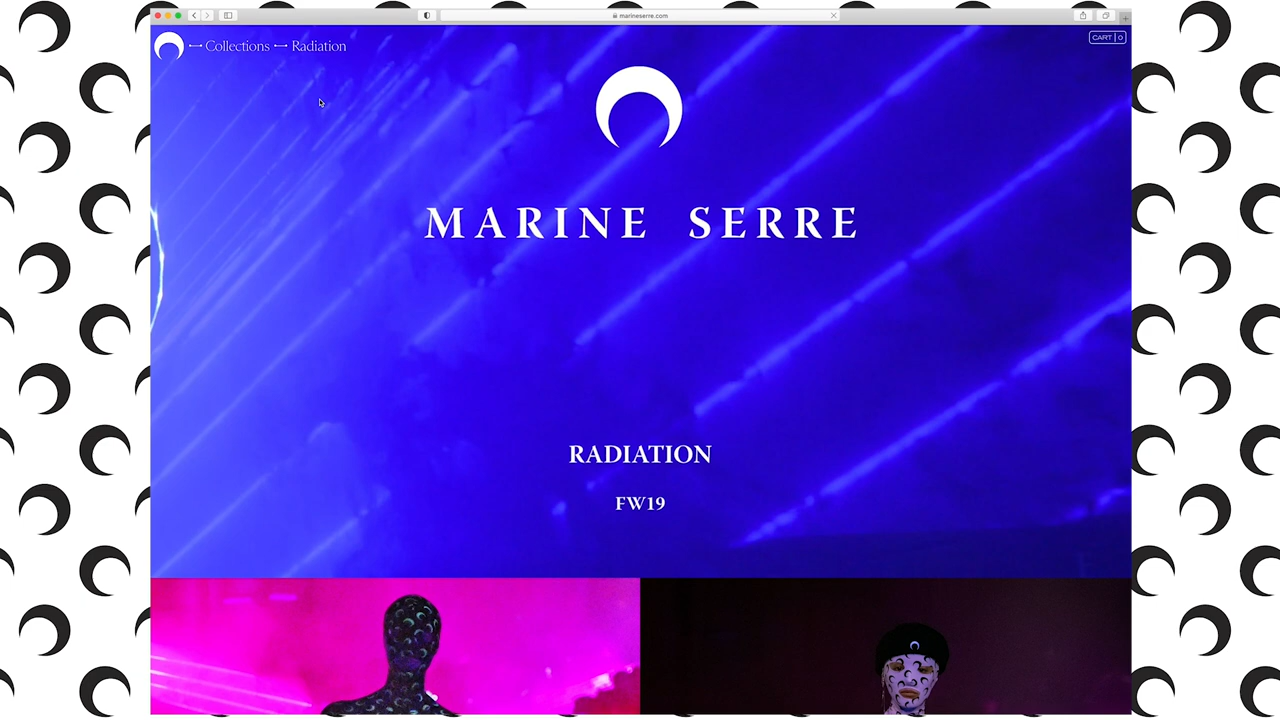 marineserre.com
Collections Radiation
CART 0
MARINE SERRE
RADIATION
FW19